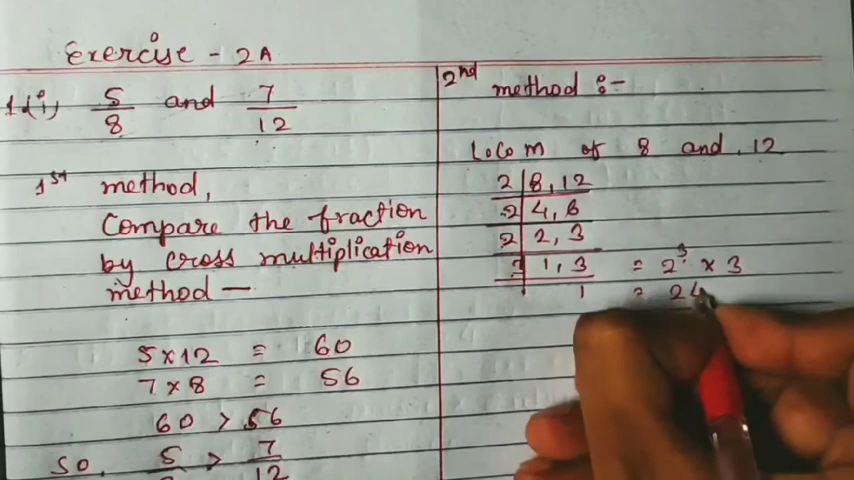 Exercise - 2A
1.(i) 5/8 and 7/12
1st method,
Compare the fraction
by cross multiplication
method —
5 x 12 = 60
7 x 8 = 56
60 > 56
So, 5 > 7/12
2nd method :-
L.C.M of 8 and 12
2 | 8, 12
2 | 4, 6
2 | 2, 3
3 | 1, 3 = 2³ x 3
1 = 24